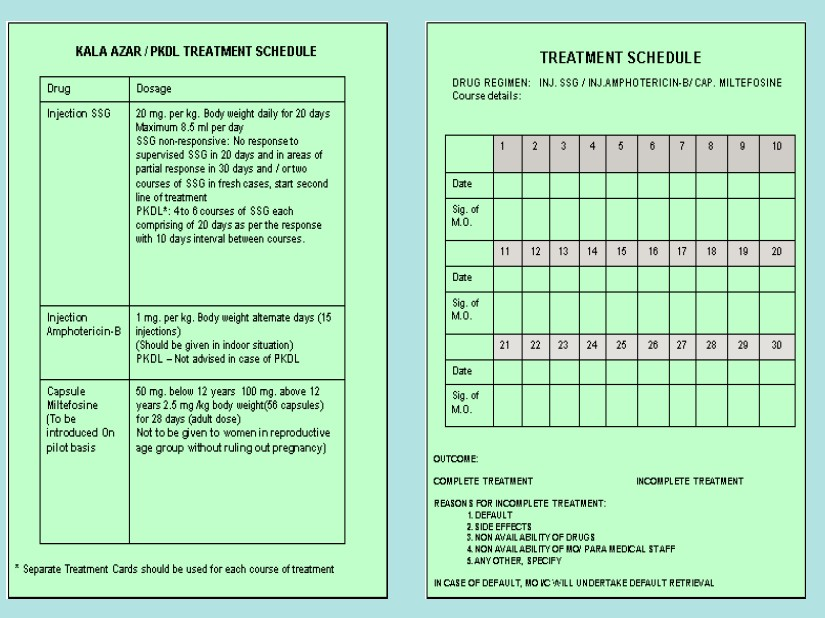 KALA AZAR / PKDL TREATMENT SCHEDULE
Drug Dosage
Injection SSG
20 mg. per kg. Body weight daily for 20 days
Maximum 8.5 ml per day
SSG non-responsive: No response to
supervised SSG in 20 days and in areas of
partial response in 30 days and / or two
courses of SSG in fresh cases, start second
line of treatment
PKDL*: 4 to 6 courses of SSG each
comprising of 20 days as per the response
with 10 days interval between courses.
Injection
Amphotericin-B
1 mg. per kg. Body weight alternate days (15
injections)
(Should be given in indoor situation)
PKDL – Not advised in case of PKDL
Capsule
Miltefosine
(To be
introduced On
pilot basis
50 mg. below 12 years 100 mg. above 12
years 2.5 mg /kg body weight(56 capsules)
for 28 days (adult dose)
Not to be given to women in reproductive
age group without ruling out pregnancy)
* Separate Treatment Cards should be used for each course of treatment
TREATMENT SCHEDULE
DRUG REGIMEN: INJ. SSG / INJ.AMPHOTERICIN-B/ CAP. MILTEFOSINE
Course details:
1 2 3 4 5 6 7 8 9 10
Date
Sig. of
M.O.
11 12 13 14 15 16 17 18 19 20
Date
Sig. of
M.O.
21 22 23 24 25 26 27 28 29 30
Date
Sig. of
M.O.
OUTCOME:
COMPLETE TREATMENT INCOMPLETE TREATMENT
REASONS FOR INCOMPLETE TREATMENT:
1. DEFAULT
2. SIDE EFFECTS
3. NON AVAILABILITY OF DRUGS
4. NON AVAILABILITY OF MO/ PARA MEDICAL STAFF
5. ANY OTHER, SPECIFY
IN CASE OF DEFAULT, MO I/C WILL UNDERTAKE DEFAULT RETRIEVAL